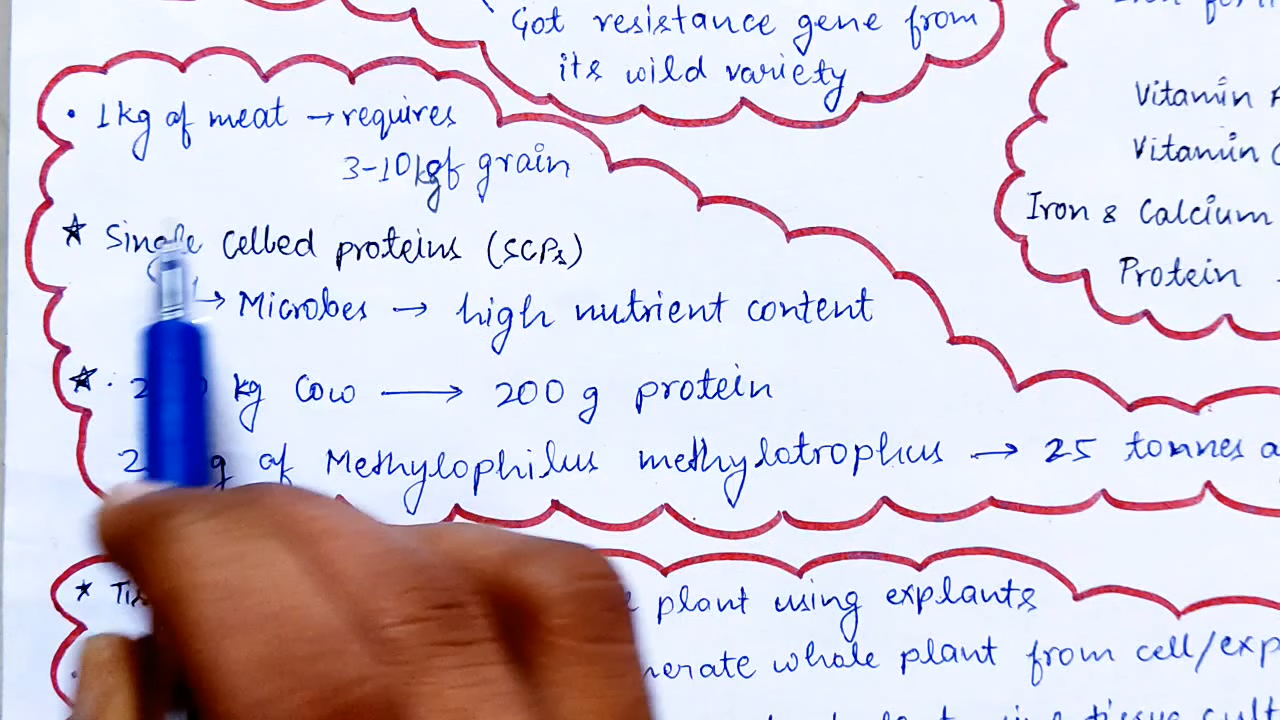 Got resistance gene from
its wild variety
• 1kg of meat → requires
3-10kg of grain
★ Single Celled proteins (SCPs)
→ Microbes → high nutrient content
★. kg Cow → 200 g protein
of Methylophilus methylotrophus → 25 tonnes
Vitamin
Vitamin
Iron & Calcium
Protein
★ plant using explants
whole plant from cell/